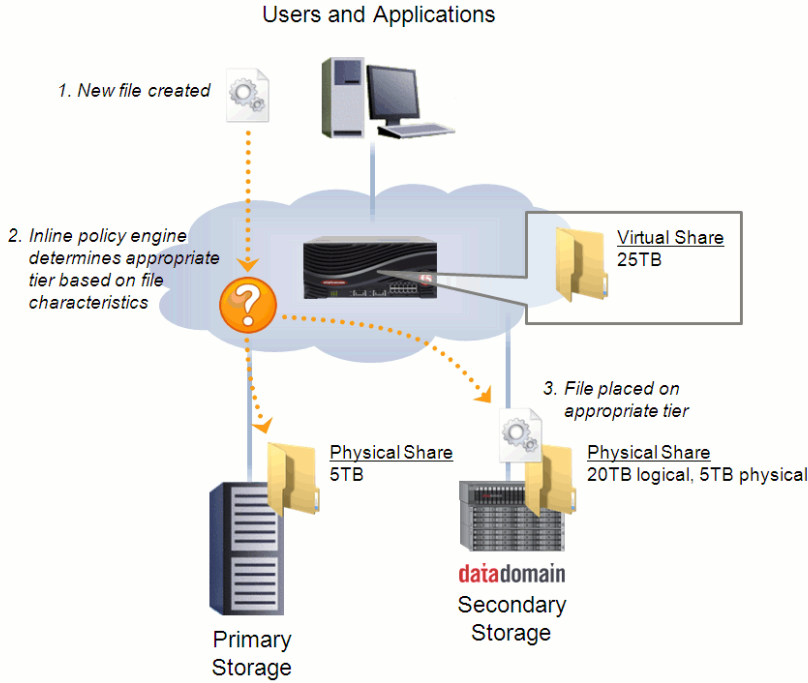 Users and Applications
1. New file created
2. Inline policy engine
determines appropriate
tier based on file
characteristics
?
Virtual Share
25TB
3. File placed on
appropriate tier
Physical Share
5TB
Physical Share
20TB logical, 5TB physical
datadomain
Secondary
Storage
Primary
Storage